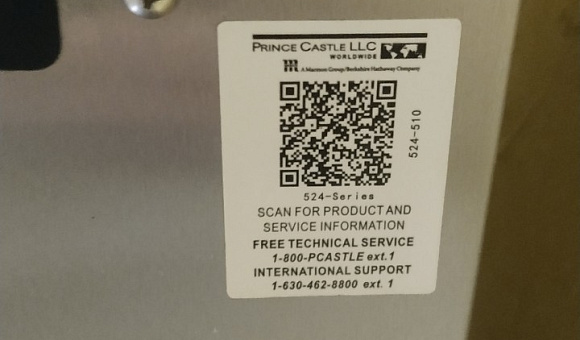 PRINCE CASTLE LLC
WORLDWIDE
A Marmon Group/Berkshire Hathaway Company
524-510
524-Series
SCAN FOR PRODUCT AND
SERVICE INFORMATION
FREE TECHNICAL SERVICE
1-800-PCASTLE ext.1
INTERNATIONAL SUPPORT
1-630-462-8800 ext. 1